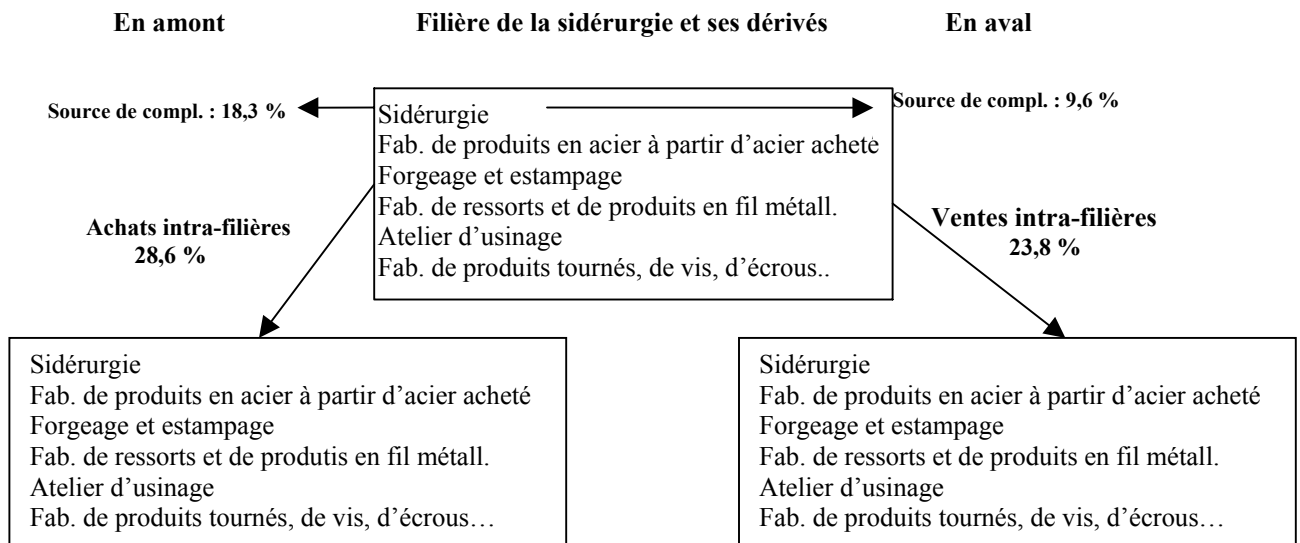 En amont
Filière de la sidérurgie et ses dérivés
En aval
Source de compl. : 18,3 %
Source de compl. : 9,6 %
Sidérurgie
Fab. de produits en acier à partir d’acier acheté
Forgeage et estampage
Fab. de ressorts et de produits en fil métall.
Atelier d’usinage
Fab. de produits tournés, de vis, d’écrous..
Achats intra-filières
28,6 %
Ventes intra-filières
23,8 %
Sidérurgie
Fab. de produits en acier à partir d’acier acheté
Forgeage et estampage
Fab. de ressorts et de produtis en fil métall.
Atelier d’usinage
Fab. de produits tournés, de vis, d’écrous…
Sidérurgie
Fab. de produits en acier à partir d’acier acheté
Forgeage et estampage
Fab. de ressorts et de produits en fil métall.
Atelier d’usinage
Fab. de produits tournés, de vis, d’écrous…